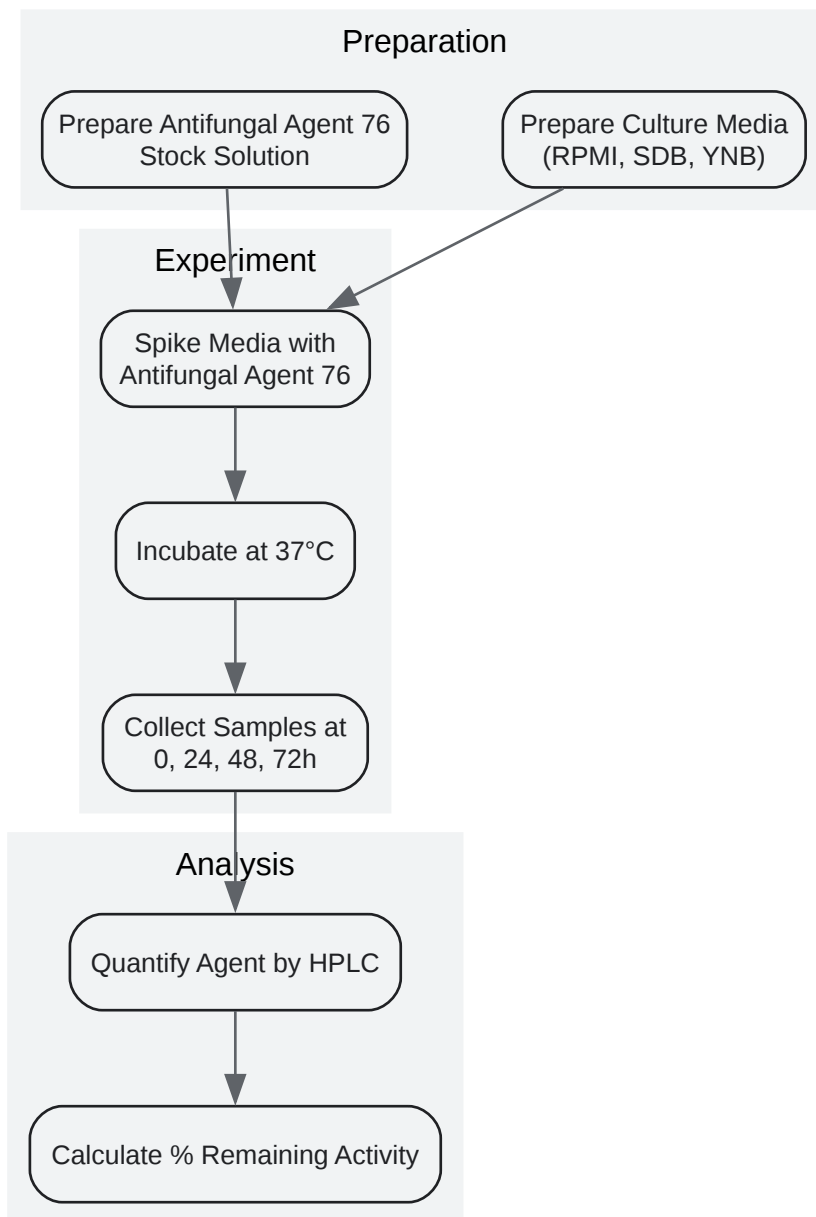 Preparation
Prepare Antifungal Agent 76
Stock Solution
Prepare Culture Media
(RPMI, SDB, YNB)
Experiment
Spike Media with
Antifungal Agent 76
Incubate at 37°C
Collect Samples at
0, 24, 48, 72h
Analysis
Quantify Agent by HPLC
Calculate % Remaining Activity